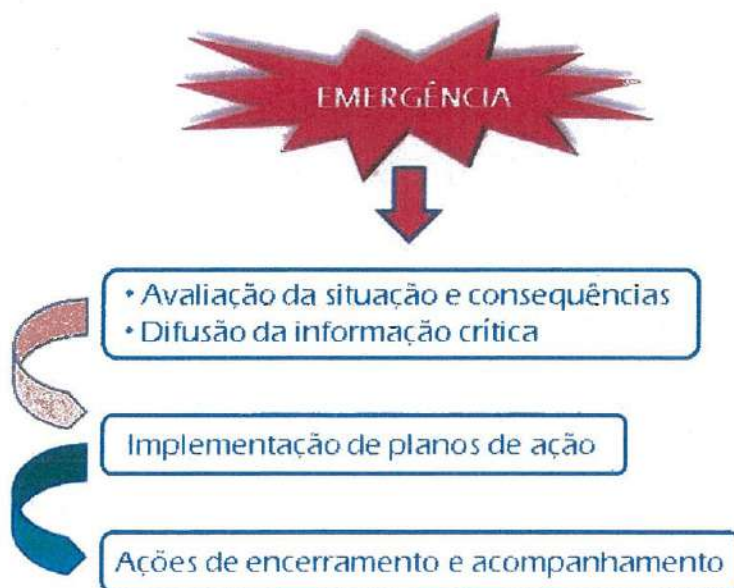 EMERGÊNCIA
• Avaliação da situação e consequências
• Difusão da informação crítica
Implementação de planos de ação
Ações de encerramento e acompanhamento